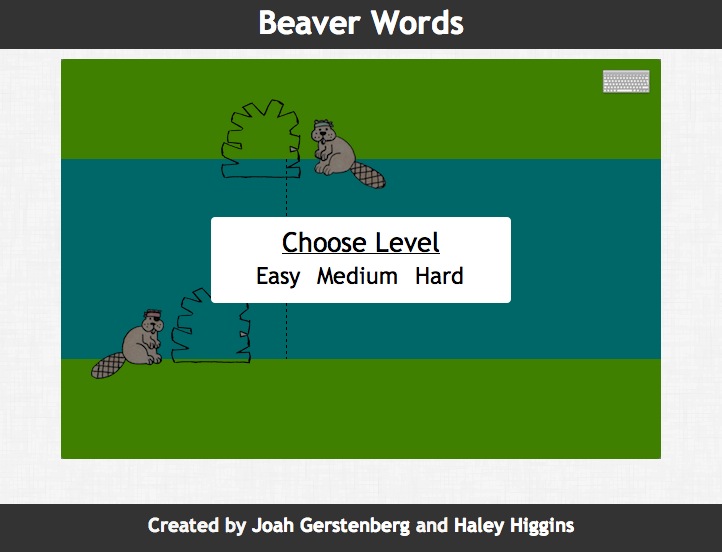 Beaver Words
Choose Level
Easy Medium Hard
Created by Joah Gerstenberg and Haley Higgins